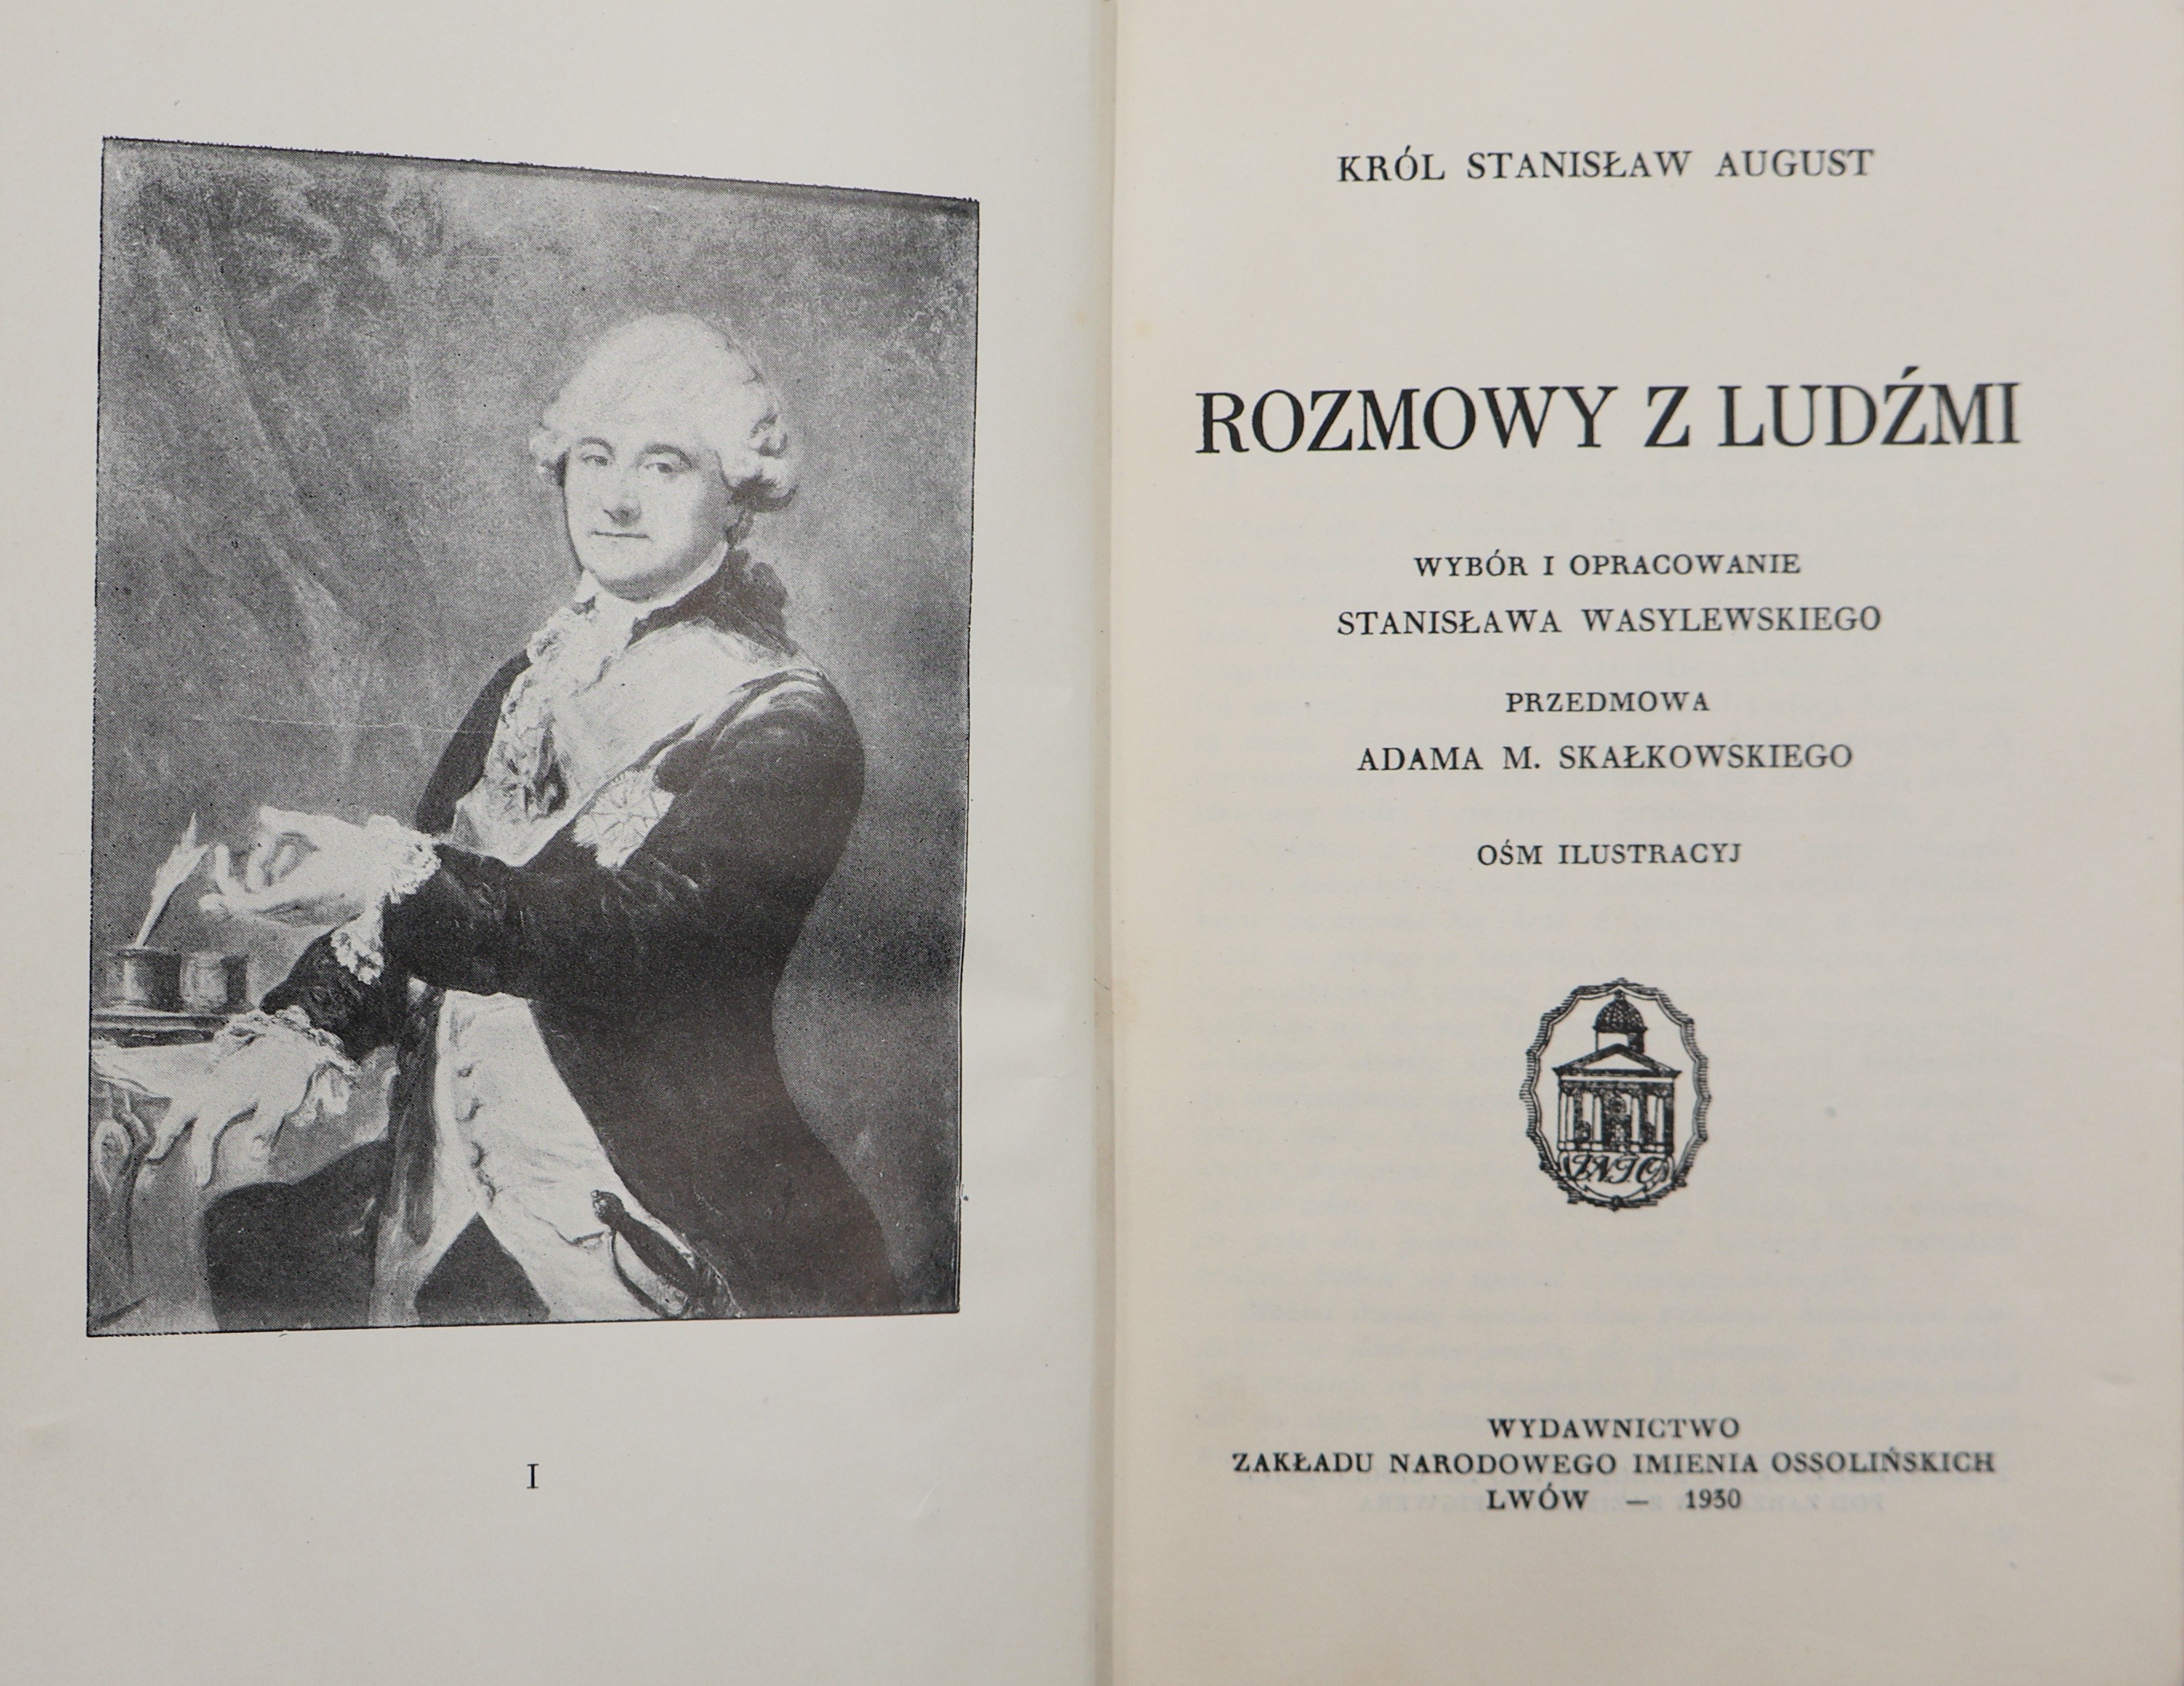 I
KRÓL STANISŁAW AUGUST
ROZMOWY Z LUDŹMI
WYBÓR I OPRACOWANIE
STANISŁAWA WASYLEWSKIEGO
PRZEDMOWA
ADAMA M. SKAŁKOWSKIEGO
OŚM ILUSTRACYJ
ZNIO
WYDAWNICTWO
ZAKŁADU NARODOWEGO IMIENIA OSSOLIŃSKICH
LWÓW — 1930